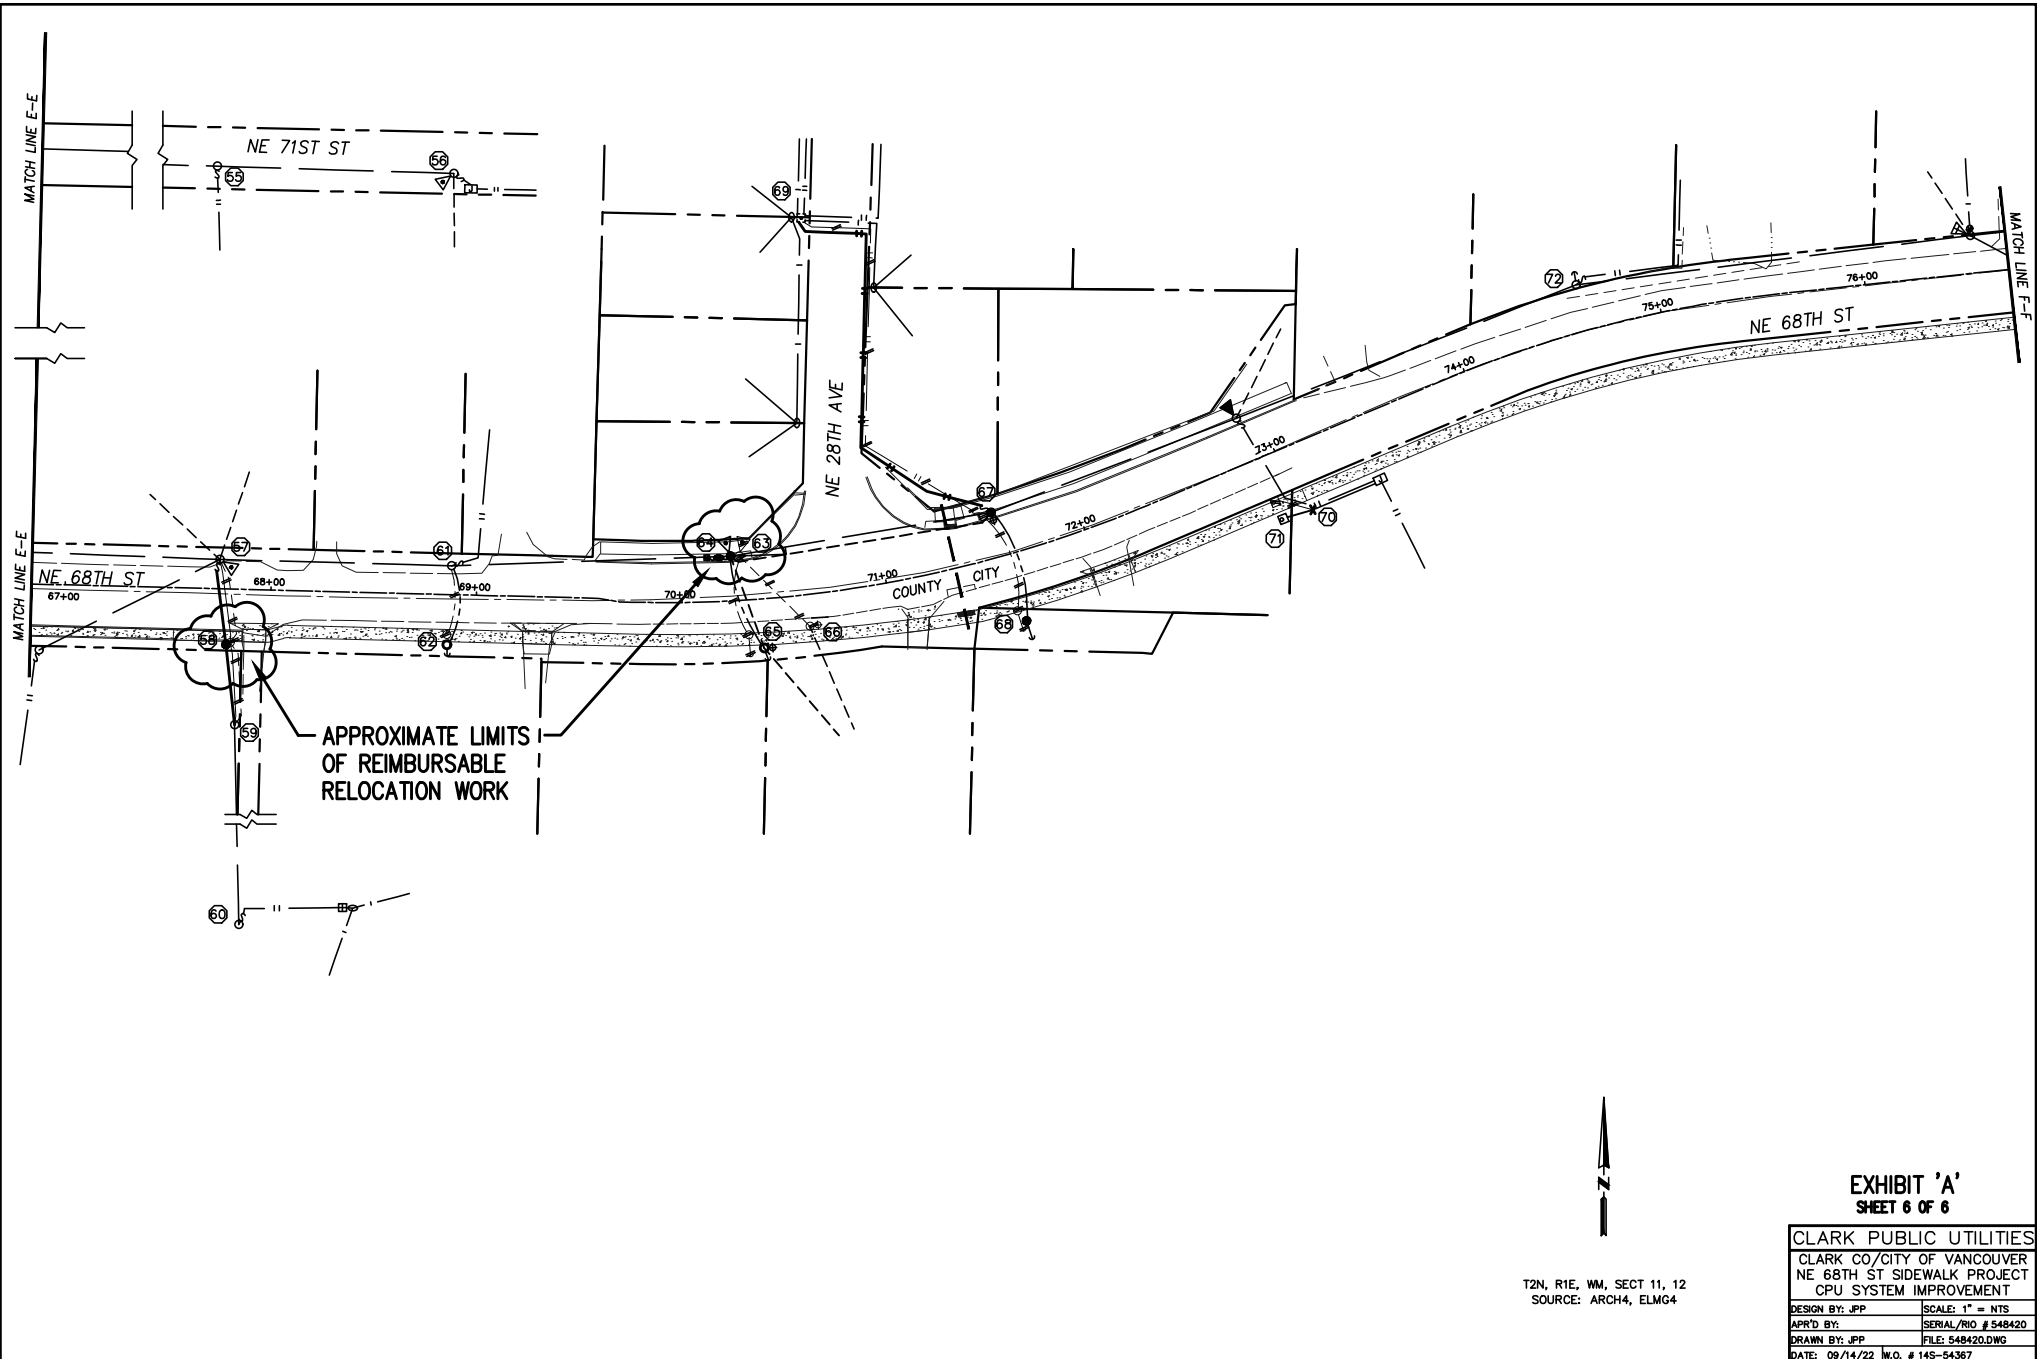 MATCH LINE E-E
NE 71ST ST
55
56
69
72
76+00
75+00
NE 68TH ST
MATCH LINE F-F
74+00
NE 28TH AVE
73+00
67
72+00
70
71
57
61
64
63
MATCH LINE E-E
NE 68TH ST
67+00
68+00
69+00
70+00
71+00
COUNTY
CITY
58
62
65
66
68
59
APPROXIMATE LIMITS
OF REIMBURSABLE
RELOCATION WORK
60
N
T2N, R1E, WM, SECT 11, 12
SOURCE: ARCH4, ELMG4
EXHIBIT 'A'
SHEET 6 OF 6
CLARK PUBLIC UTILITIES
CLARK CO/CITY OF VANCOUVER
NE 68TH ST SIDEWALK PROJECT
CPU SYSTEM IMPROVEMENT
DESIGN BY: JPP SCALE: 1" = NTS
APR'D BY: SERIAL/RIO # 548420
DRAWN BY: JPP FILE: 548420.DWG
DATE: 09/14/22 W.O. # 14S-54367